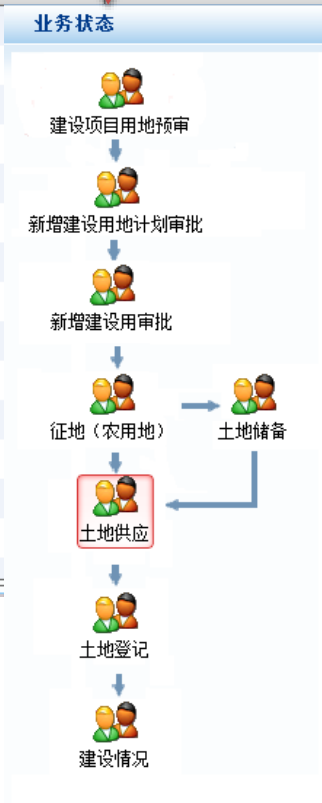 业务状态
建设项目用地预审
新增建设用地计划审批
新增建设用审批
征地（农用地）
土地储备
土地供应
土地登记
建设情况